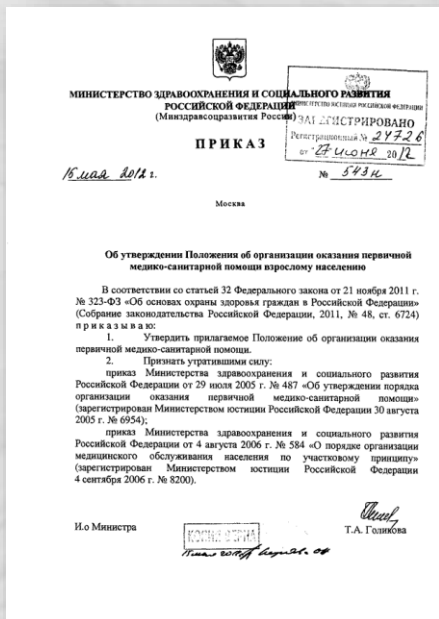 МИНИСТЕРСТВО ЗДРАВООХРАНЕНИЯ И СОЦИАЛЬНОГО РАЗВИТИЯ
РОССИЙСКОЙ ФЕДЕРАЦИИ
(Минздравсоцразвития России)
МИНИСТЕРСТВО ЮСТИЦИИ РОССИЙСКОЙ ФЕДЕРАЦИИ
ЗАРЕГИСТРИРОВАНО
Регистрационный № 24726
от "27" июня 2012
ПРИКАЗ
15 мая 2012 г.
№ 543н
Москва
Об утверждении Положения об организации оказания первичной
медико-санитарной помощи взрослому населению
В соответствии со статьей 32 Федерального закона от 21 ноября 2011 г.
№ 323-ФЗ «Об основах охраны здоровья граждан в Российской Федерации»
(Собрание законодательства Российской Федерации, 2011, № 48, ст. 6724)
приказываю:
1. Утвердить прилагаемое Положение об организации оказания
первичной медико-санитарной помощи.
2. Признать утратившими силу:
приказ Министерства здравоохранения и социального развития
Российской Федерации от 29 июля 2005 г. № 487 «Об утверждении порядка
организации оказания первичной медико-санитарной помощи»
(зарегистрирован Министерством юстиции Российской Федерации 30 августа
2005 г. № 6954);
приказ Министерства здравоохранения и социального развития
Российской Федерации от 4 августа 2006 г. № 584 «О порядке организации
медицинского обслуживания населения по участковому принципу»
(зарегистрирован Министерством юстиции Российской Федерации
4 сентября 2006 г. № 8200).
И.о Министра
Т.А. Голикова
КОПИЯ ВЕРНА